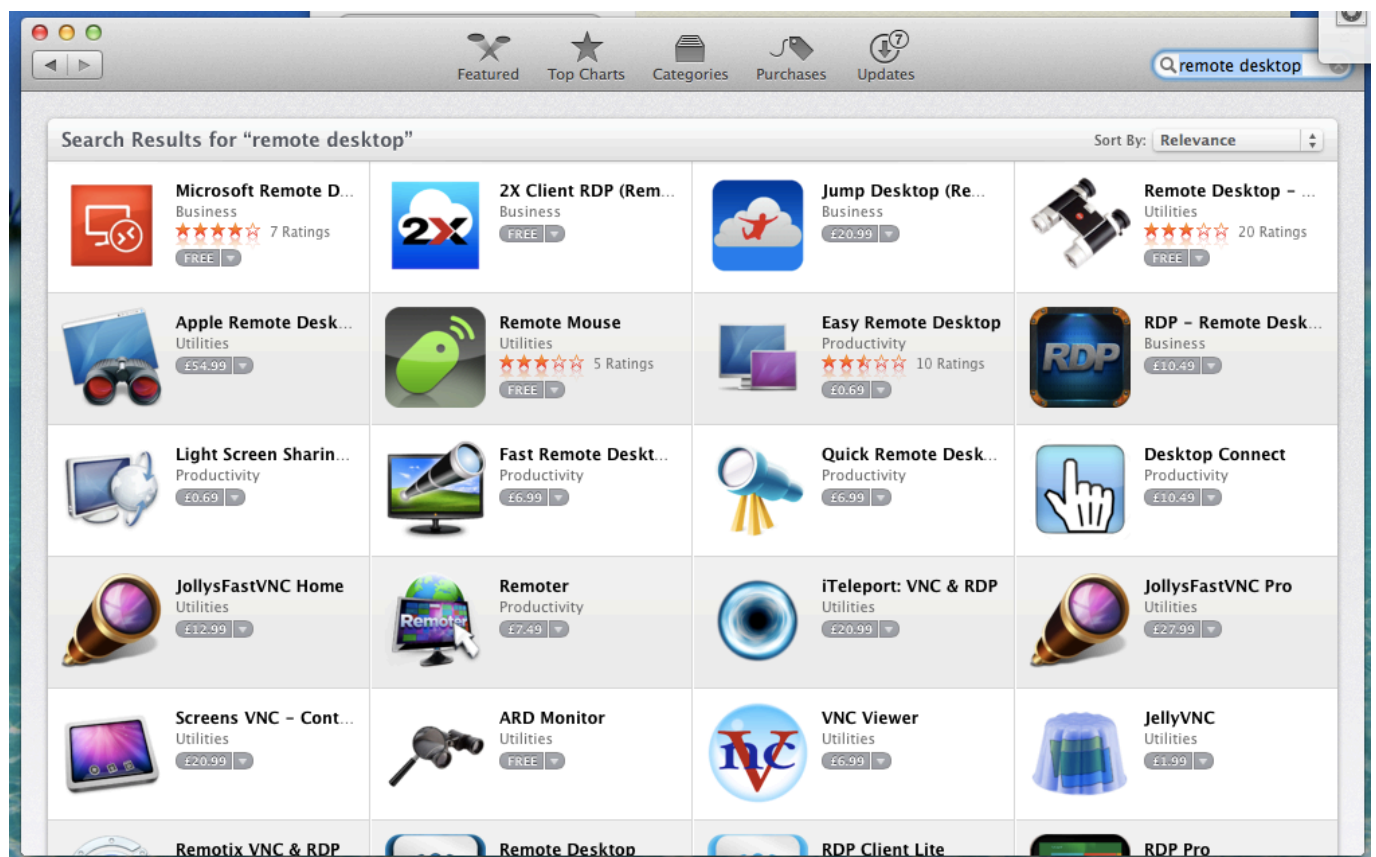 Featured
Top Charts
Categories
Purchases
7
Updates
remote desktop
Search Results for “remote desktop”
Sort By: Relevance
Microsoft Remote D...
Business
7 Ratings
FREE
2X
2X Client RDP (Rem...
Business
FREE
Jump Desktop (Re...
Business
£20.99
Remote Desktop – ...
Utilities
20 Ratings
FREE
Apple Remote Desk...
Utilities
£54.99
Remote Mouse
Utilities
5 Ratings
FREE
Easy Remote Desktop
Productivity
10 Ratings
£0.69
RDP
RDP – Remote Desk...
Business
£10.49
Light Screen Sharin...
Productivity
£0.69
Fast Remote Deskt...
Productivity
£6.99
Quick Remote Desk...
Productivity
£6.99
Desktop Connect
Productivity
£10.49
JollysFastVNC Home
Utilities
£12.99
Remoter
Remoter
Productivity
£7.49
iTeleport: VNC & RDP
Utilities
£20.99
JollysFastVNC Pro
Utilities
£27.99
Screens VNC – Cont...
Utilities
£20.99
ARD Monitor
Utilities
FREE
Vnc
VNC Viewer
Utilities
£6.99
JellyVNC
Utilities
£1.99
Remotix VNC & RDP
Remote Desktop
RDP Client Lite
RDP Pro